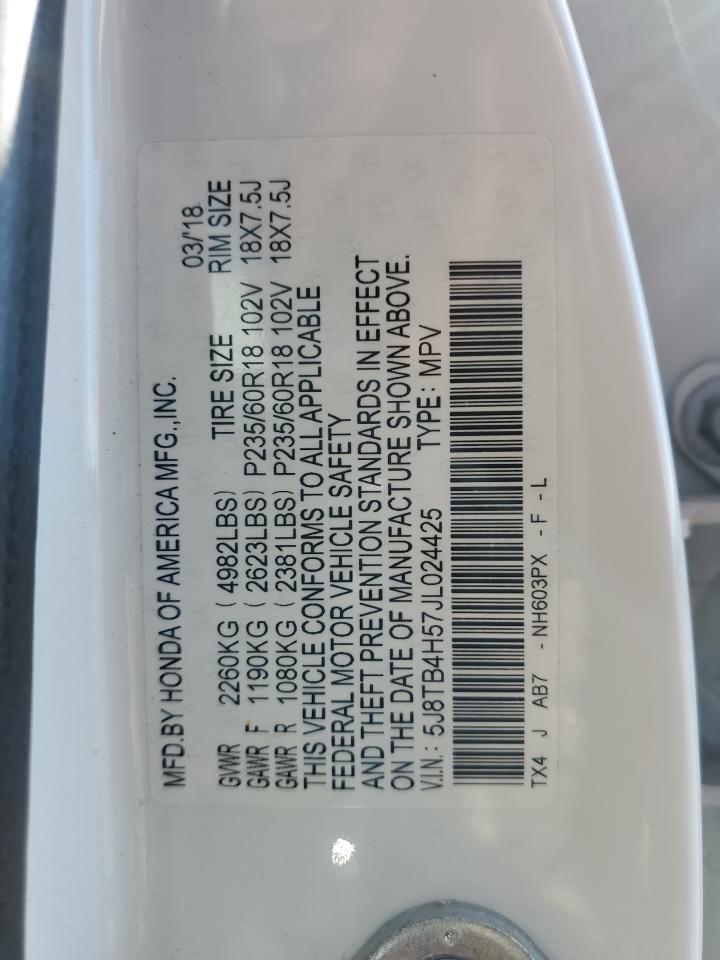 MFD.BY HONDA OF AMERICA MFG.,INC. 03/'18
GVWR 2260KG ( 4982LBS) TIRE SIZE RIM SIZE
GAWR F 1190KG ( 2623LBS) P235/60R18 102V 18X7.5J
GAWR R 1080KG ( 2381LBS) P235/60R18 102V 18X7.5J
THIS VEHICLE CONFORMS TO ALL APPLICABLE
FEDERAL MOTOR VEHICLE SAFETY
AND THEFT PREVENTION STANDARDS IN EFFECT
ON THE DATE OF MANUFACTURE SHOWN ABOVE.
V.I.N.: 5J8TB4H57JL024425 TYPE: MPV
TX4 J AB7 - NH603PX - F - L